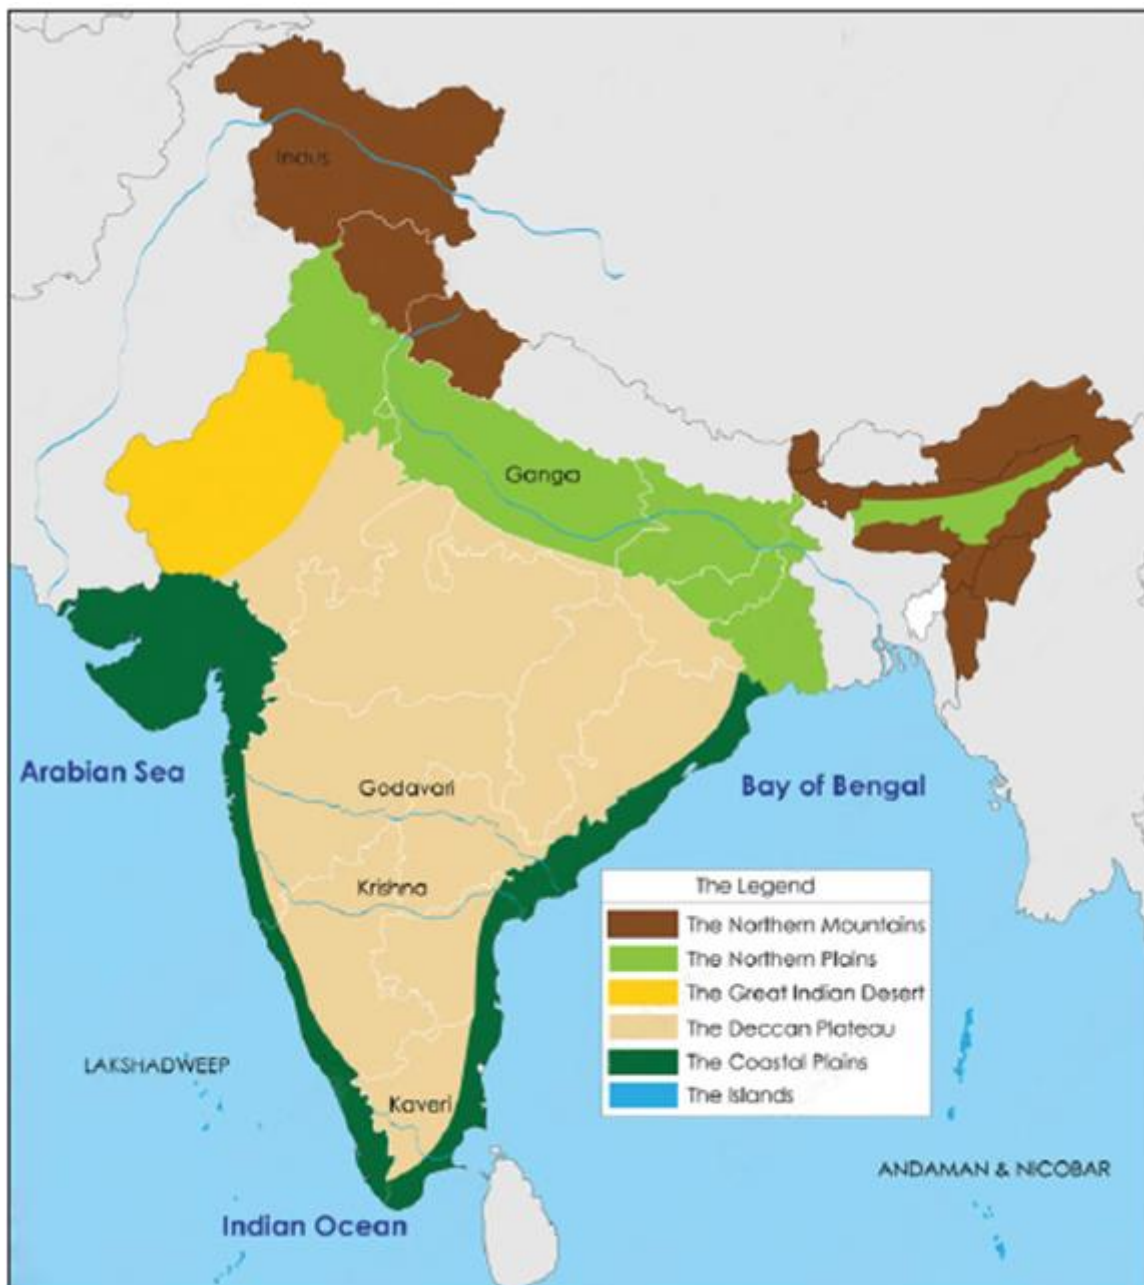 Indus
Ganga
Arabian Sea
Godavari
Bay of Bengal
Krishna
The Legend
The Northern Mountains
The Northern Plains
The Great Indian Desert
The Deccan Plateau
The Coastal Plains
The Islands
LAKSHADWEEP
Kaveri
ANDAMAN & NICOBAR
Indian Ocean